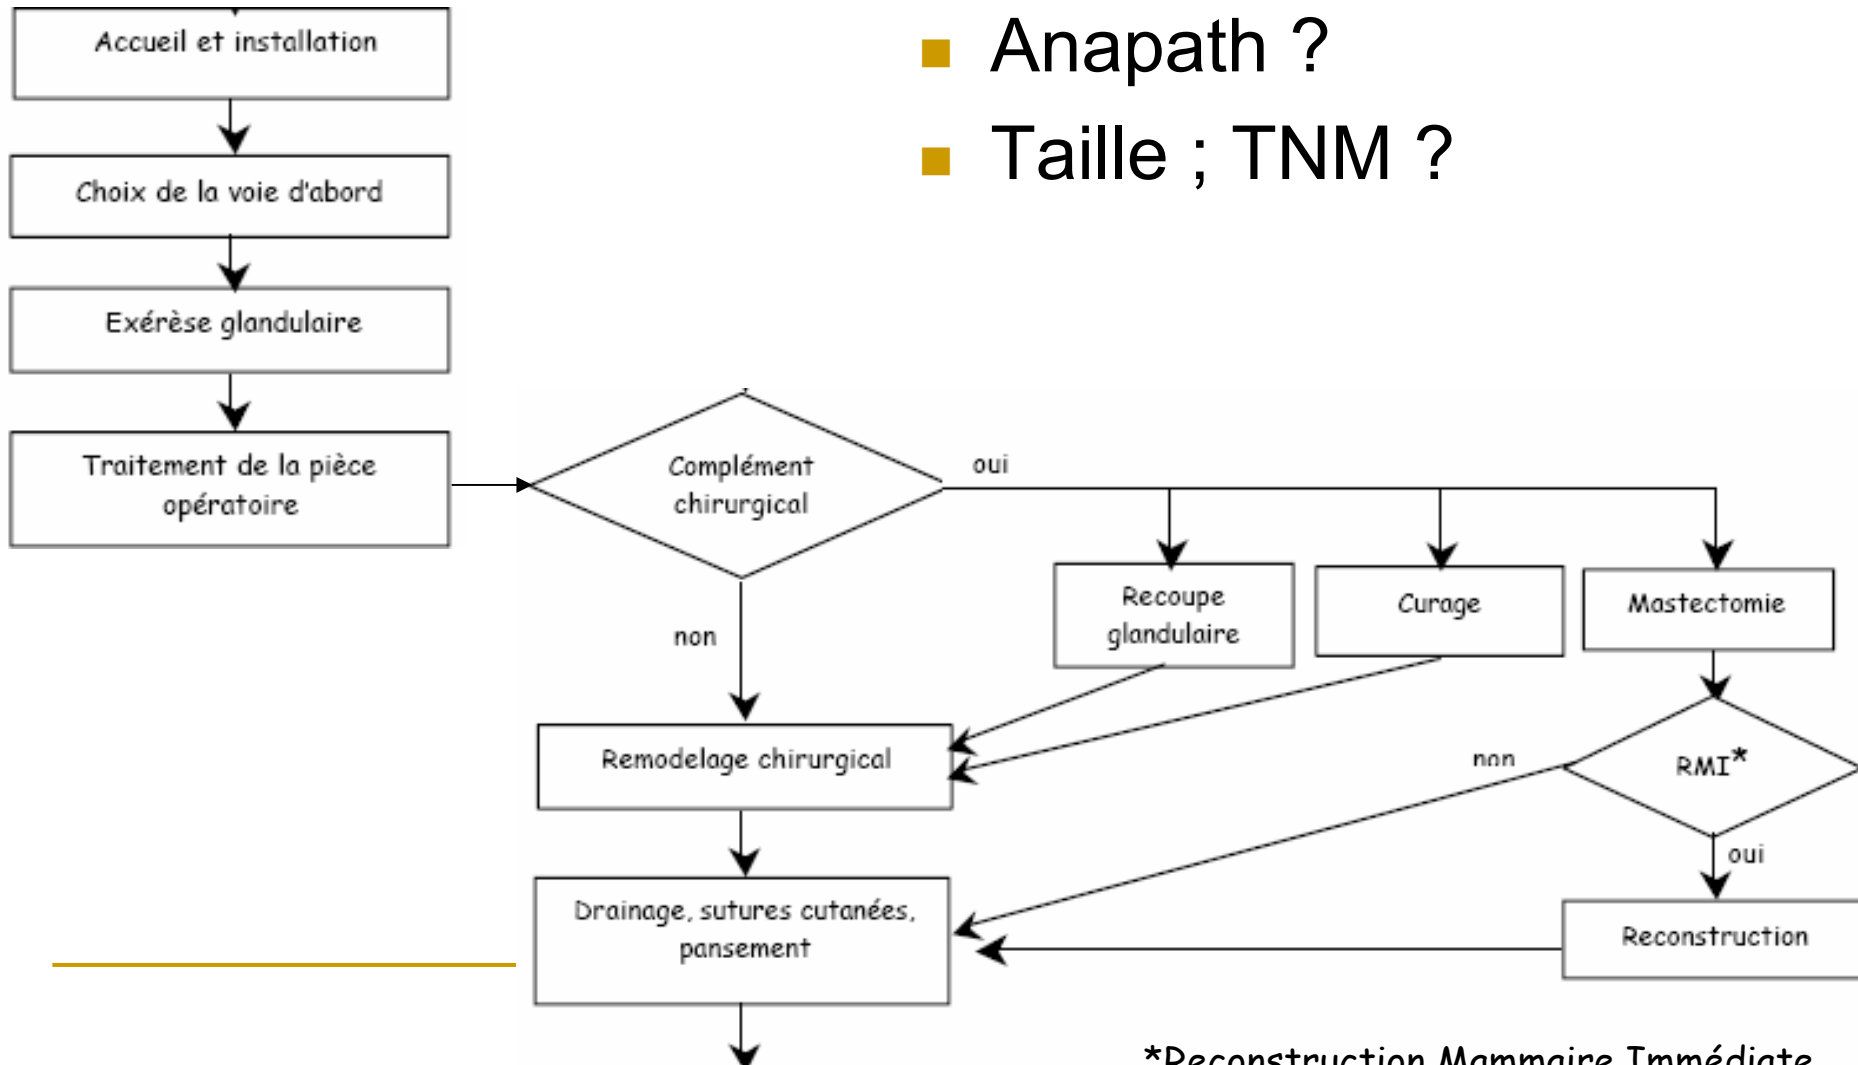 Accueil et installation
Choix de la voie d'abord
Exérèse glandulaire
Traitement de la pièce
opératoire
Anapath ?
Taille ; TNM ?
Complément
chirurgical
oui
non
Recoupe
glandulaire
Curage
Mastectomie
Remodelage chirurgical
non
RMI*
oui
Drainage, sutures cutanées,
pansement
Reconstruction
*Reconstruction Mammaire Immédiate